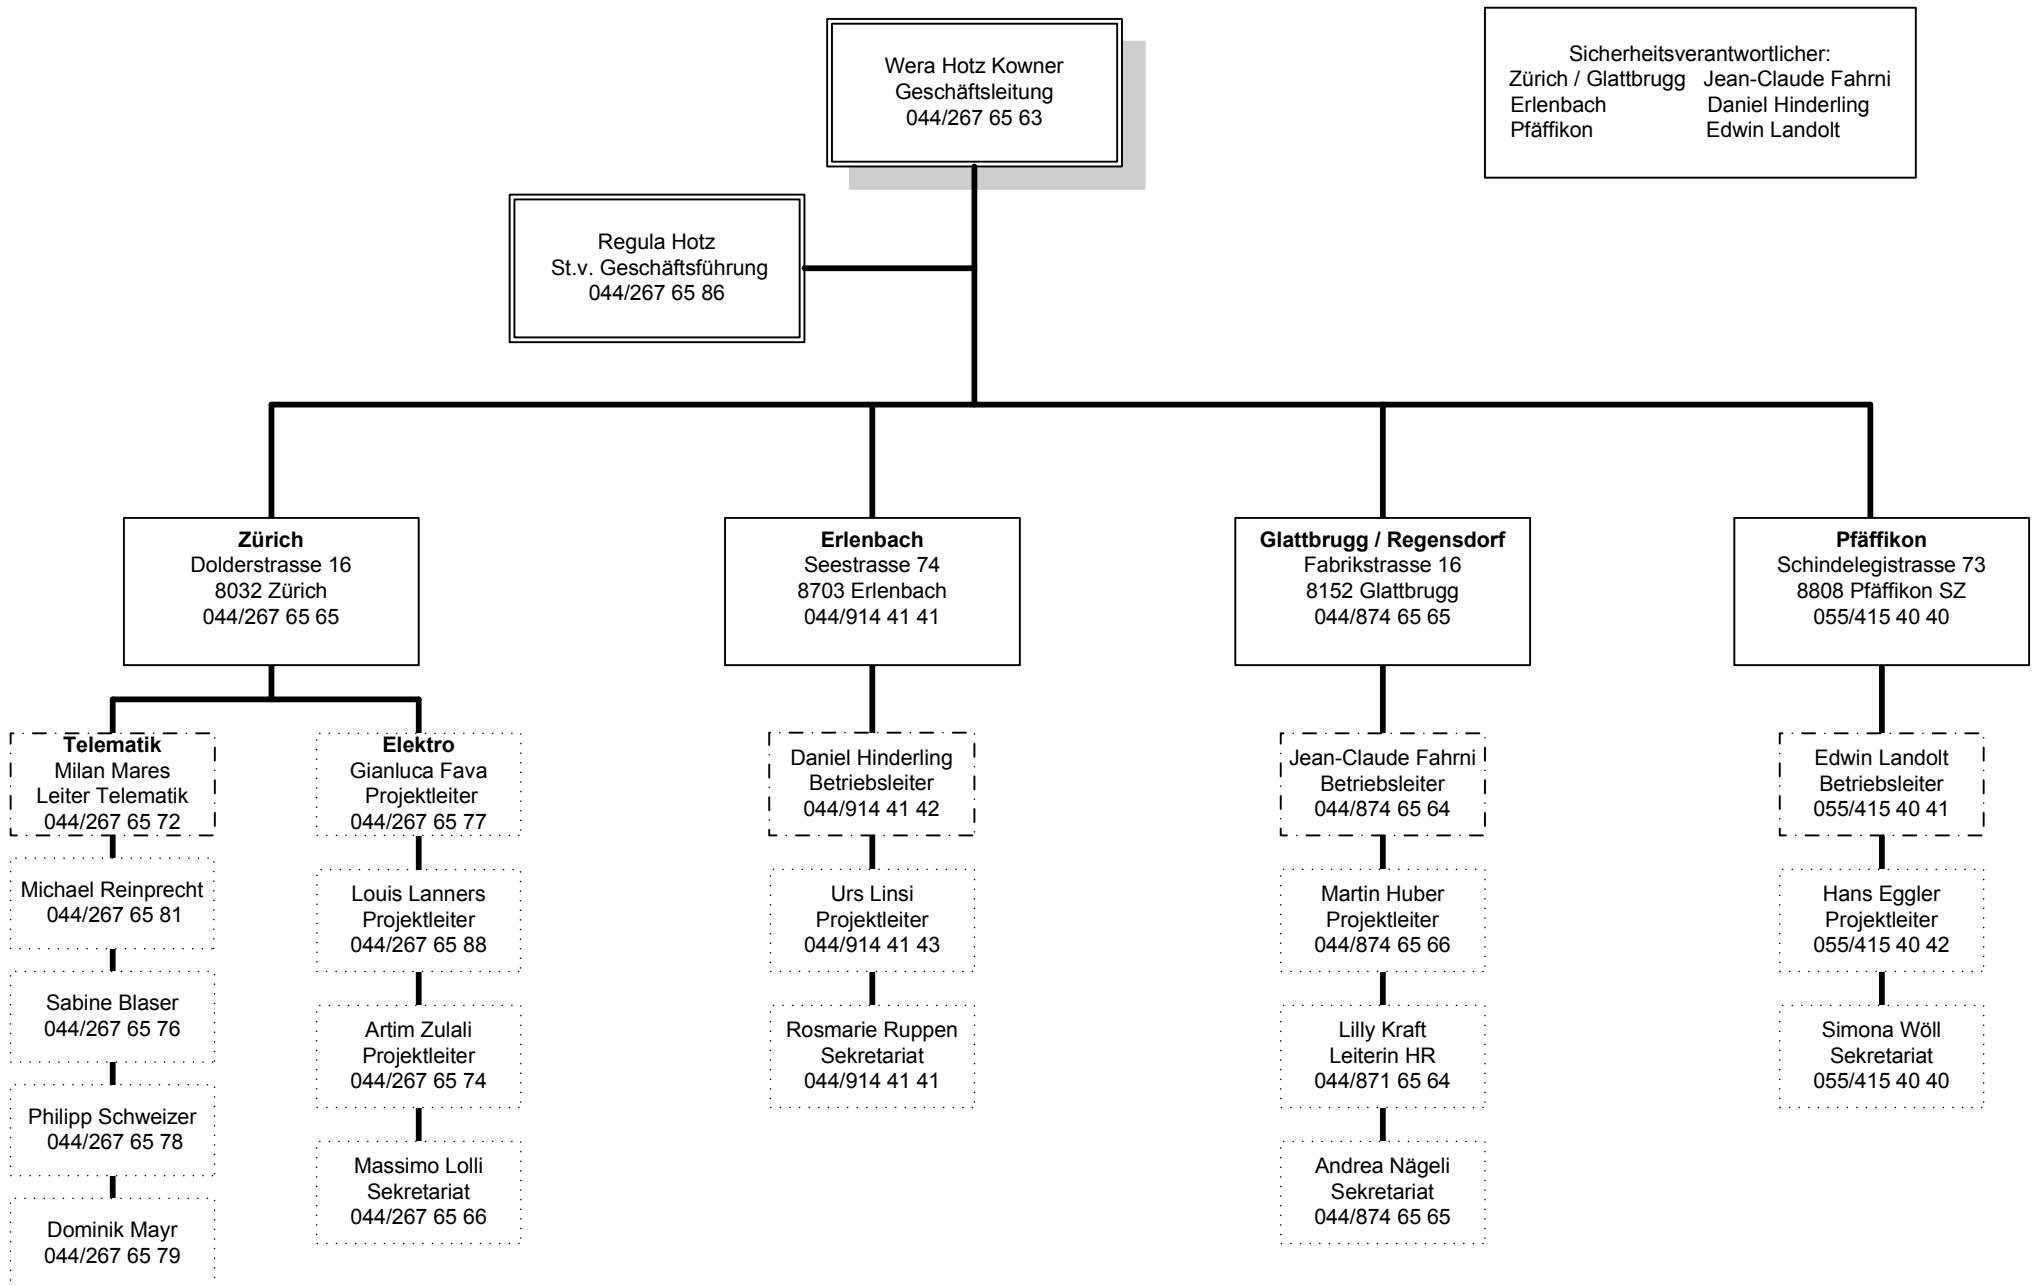 Wera Hotz Kowner
Geschäftsleitung
044/267 65 63
Sicherheitsverantwortlicher:
Zürich / Glattbrugg Jean-Claude Fahrni
Erlenbach Daniel Hinderling
Pfäffikon Edwin Landolt
Regula Hotz
St.v. Geschäftsführung
044/267 65 86
Zürich
Dolderstrasse 16
8032 Zürich
044/267 65 65
Erlenbach
Seestrasse 74
8703 Erlenbach
044/914 41 41
Glattbrugg / Regensdorf
Fabrikstrasse 16
8152 Glattbrugg
044/874 65 65
Pfäffikon
Schindelegistrasse 73
8808 Pfäffikon SZ
055/415 40 40
Telematik
Milan Mares
Leiter Telematik
044/267 65 72
Michael Reinprecht
044/267 65 81
Sabine Blaser
044/267 65 76
Philipp Schweizer
044/267 65 78
Dominik Mayr
044/267 65 79
Elektro
Gianluca Fava
Projektleiter
044/267 65 77
Louis Lanners
Projektleiter
044/267 65 88
Artim Zulali
Projektleiter
044/267 65 74
Massimo Lolli
Sekretariat
044/267 65 66
Daniel Hinderling
Betriebsleiter
044/914 41 42
Urs Linsi
Projektleiter
044/914 41 43
Rosmarie Ruppen
Sekretariat
044/914 41 41
Jean-Claude Fahrni
Betriebsleiter
044/874 65 64
Martin Huber
Projektleiter
044/874 65 66
Lilly Kraft
Leiterin HR
044/871 65 64
Andrea Nägeli
Sekretariat
044/874 65 65
Edwin Landolt
Betriebsleiter
055/415 40 41
Hans Eggler
Projektleiter
055/415 40 42
Simona Wöll
Sekretariat
055/415 40 40